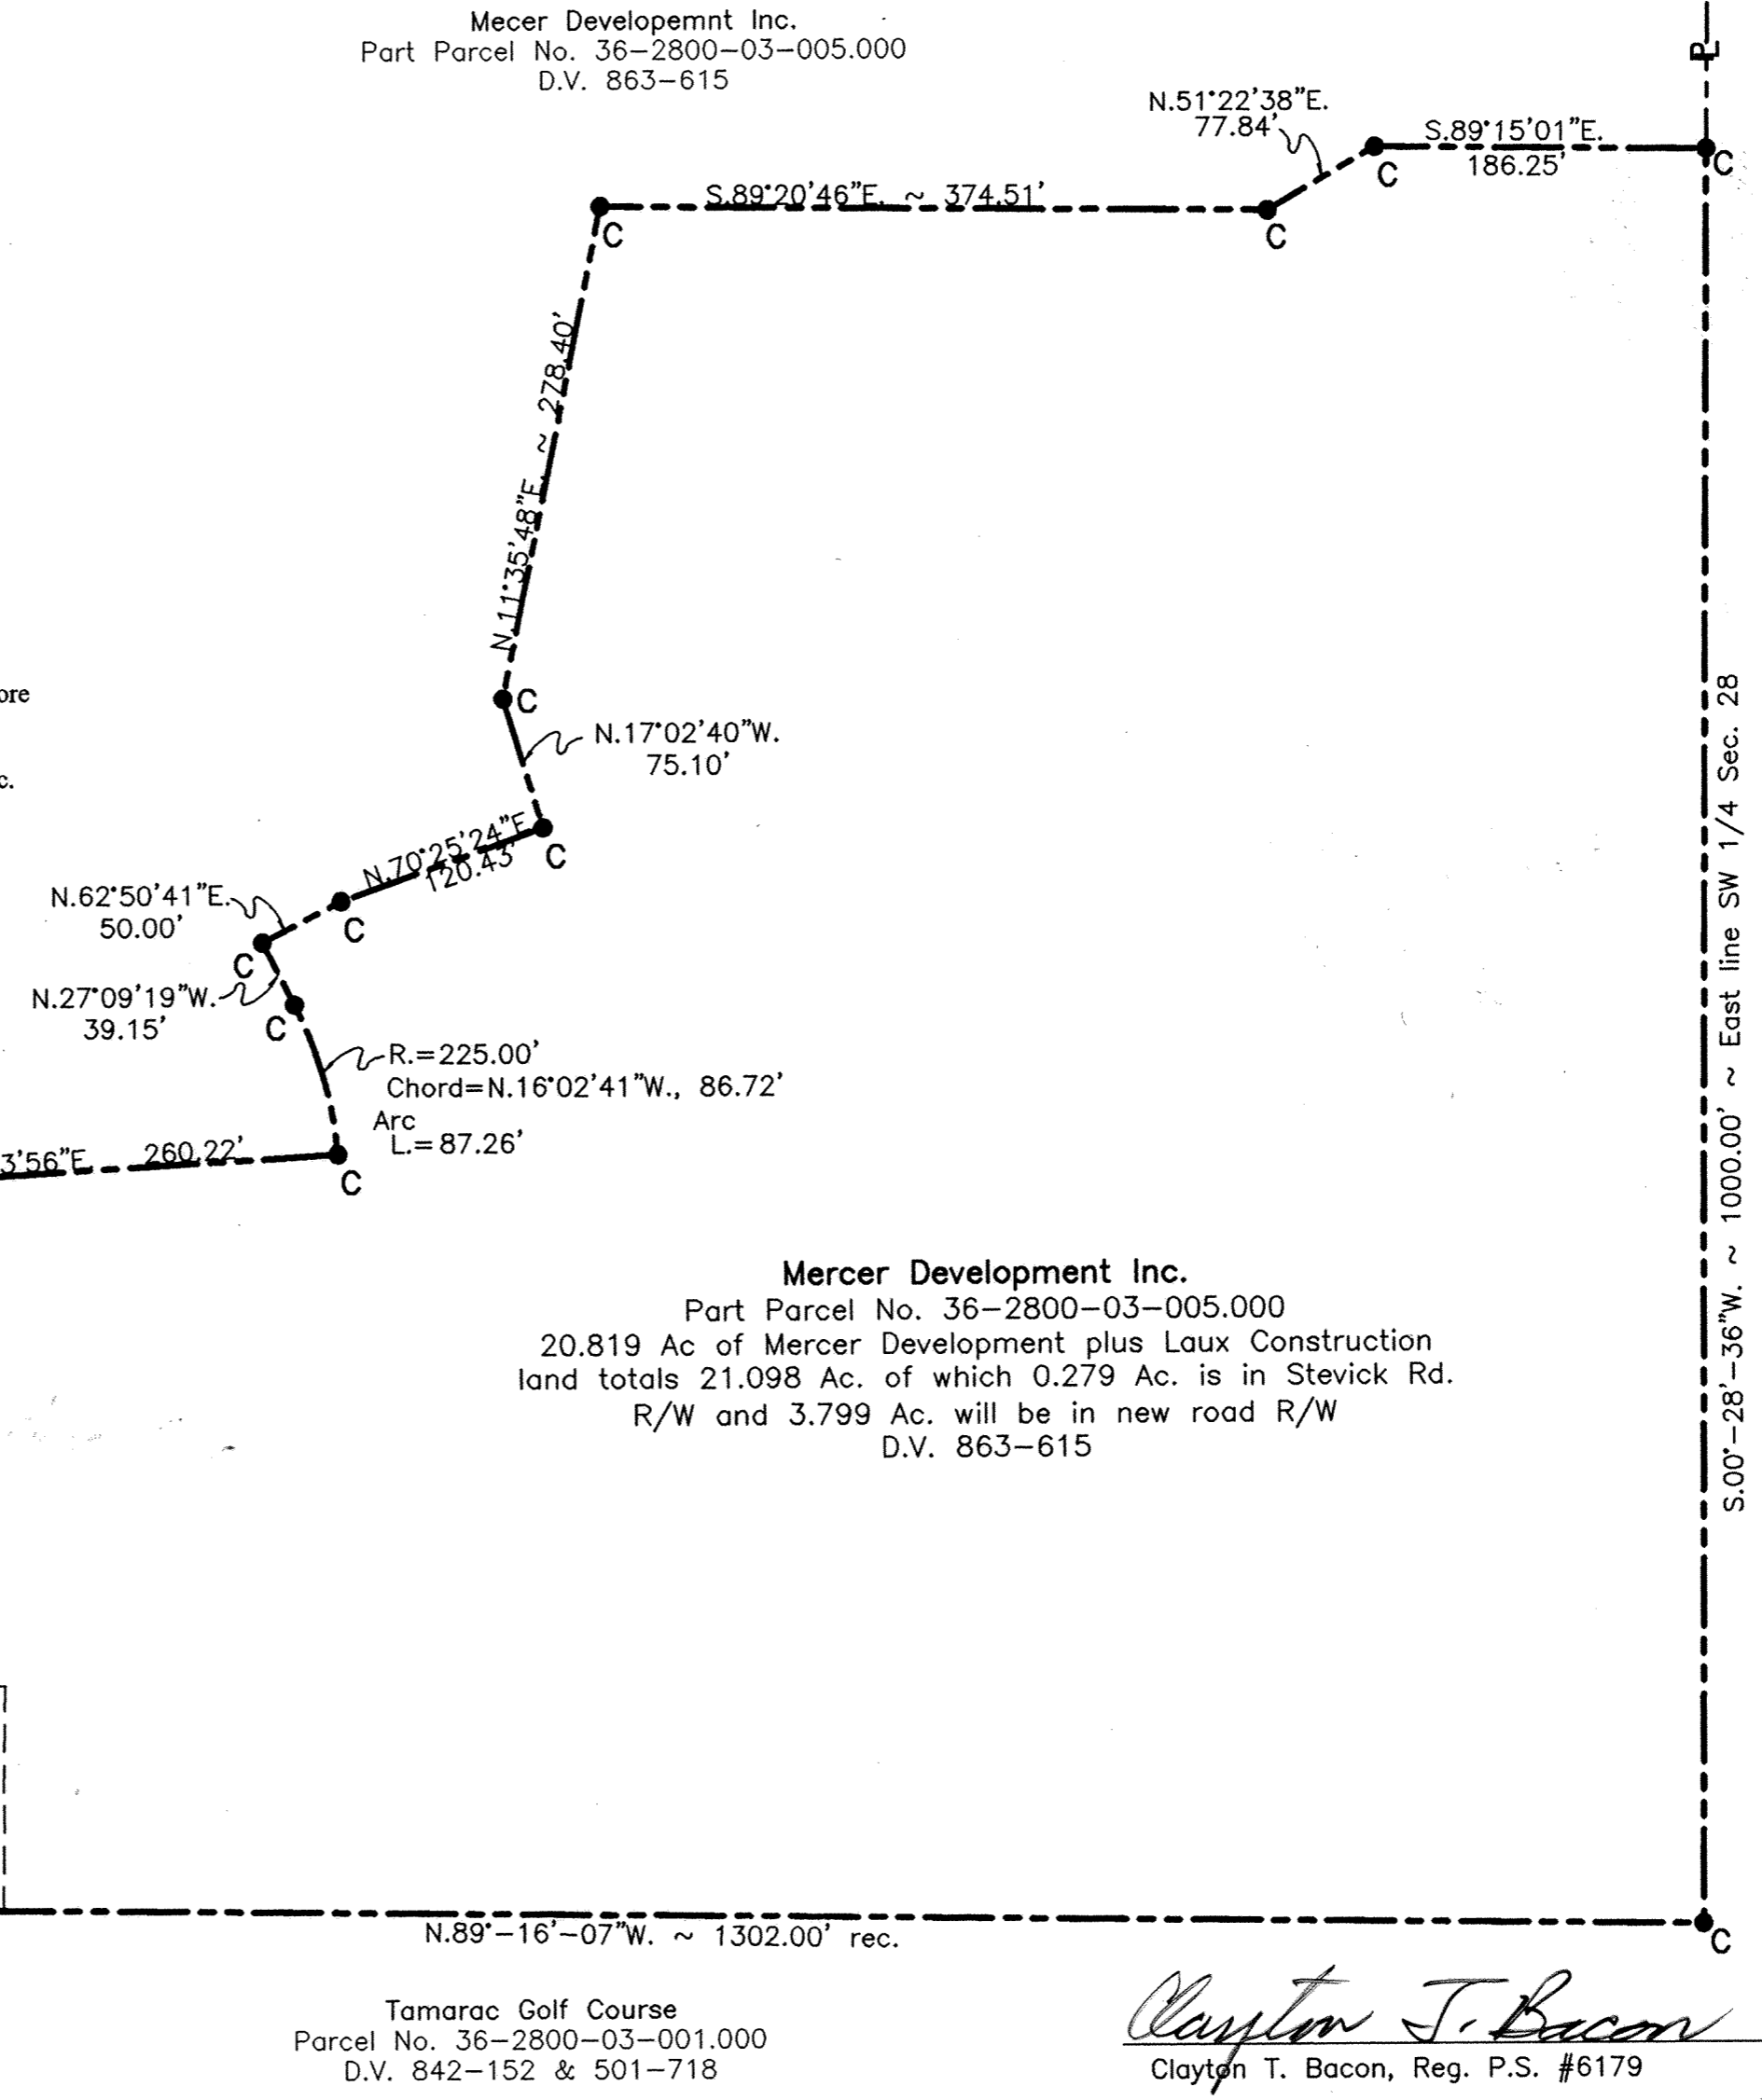 Mecer Developemnt Inc.
Part Parcel No. 36-2800-03-005.000
D.V. 863-615
PL
N.51°22'38"E.
77.84'
S.89°15'01"E.
186.25'
C
C
S.89°20'46"E. ~ 374.51'
C
C
N.11°35'48"E. ~ 278.40'
ore
C
N.17°02'40"W.
75.10'
c.
N.70°25'24"E.
120.43'
C
N.62°50'41"E.
50.00'
C
C
N.27°09'19"W.
39.15'
C
R.=225.00'
Chord=N.16°02'41"W., 86.72'
Arc
L.=87.26'
3'56"E. 260.22'
C
S.00°-28'-36"W. ~ 1000.00' ~ East line SW 1/4 Sec. 28
Mercer Development Inc.
Part Parcel No. 36-2800-03-005.000
20.819 Ac of Mercer Development plus Laux Construction
land totals 21.098 Ac. of which 0.279 Ac. is in Stevick Rd.
R/W and 3.799 Ac. will be in new road R/W
D.V. 863-615
N.89°-16'-07"W. ~ 1302.00' rec.
C
Tamarac Golf Course
Parcel No. 36-2800-03-001.000
D.V. 842-152 & 501-718
Clayton T. Bacon
Clayton T. Bacon, Reg. P.S. #6179